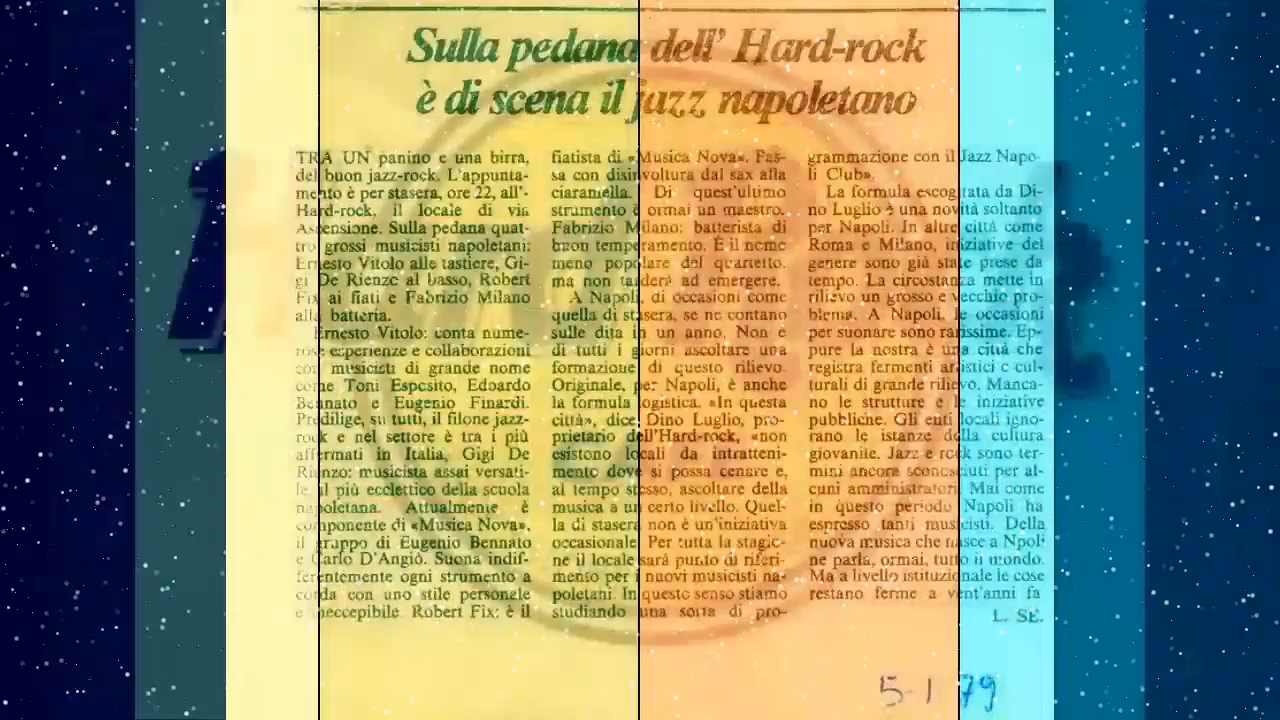 Sulla pedana dell' Hard-rock
è di scena il jazz napoletano
TRA UN panino e una birra,
del buon jazz-rock. L'appunta-
mento è per stasera, ore 22, all'-
Hard-rock, il locale di via
Ascensione. Sulla pedana quat-
tro grossi musicisti napoletani:
Ernesto Vitolo alle tastiere, Gi-
gi De Rienzo al basso, Robert
Fix ai fiati e Fabrizio Milano
alla batteria.
Ernesto Vitolo: conta nume-
rose esperienze e collaborazioni
con musicisti di grande nome
come Toni Esposito, Edoardo
Bennato e Eugenio Finardi.
Predilige, su tutti, il filone jazz-
rock e nel settore è tra i più
affermati in Italia, Gigi De
Rienzo: musicista assai versati-
le, il più ecclettico della scuola
napoletana. Attualmente è
componente di «Musica Nova»,
il gruppo di Eugenio Bennato
e Carlo D'Angiò. Suona indif-
ferentemente ogni strumento a
corda con uno stile personale
e ineccepibile. Robert Fix: è il
fiatista di «Musica Nova». Pas-
sa con disinvoltura dal sax alla
ciaramella. Di quest'ultimo
strumento è ormai un maestro.
Fabrizio Milano: batterista di
buon temperamento. È il nome
meno popolare del quartetto.
ma non tarderà ad emergere.
A Napoli, di occasioni come
quella di stasera, se ne contano
sulle dita in un anno. Non è
di tutti i giorni ascoltare una
formazione di questo rilievo.
Originale, per Napoli, è anche
la formula logistica. «In questa
città», dice Dino Luglio, pro-
prietario dell'Hard-rock, «non
esistono locali da intratteni-
mento dove si possa cenare e,
al tempo stesso, ascoltare della
musica a un certo livello. Quel-
la di stasera non è un'iniziativa
occasionale. Per tutta la stagio-
ne il locale sarà punto di riferi-
mento per i nuovi musicisti na-
poletani. In questo senso stiamo
studiando una sorta di pro-
grammazione con il Jazz Napo-
li Club».
La formula escogitata da Di-
no Luglio è una novità soltanto
per Napoli. In altre città come
Roma e Milano, iniziative del
genere sono già state prese da
tempo. La circostanza mette in
rilievo un grosso e vecchio pro-
blema. A Napoli, le occasioni
per suonare sono rarissime. Ep-
pure la nostra è una città che
registra fermenti artistici e cul-
turali di grande rilievo. Manca-
no le strutture e le iniziative
pubbliche. Gli enti locali igno-
rano le istanze della cultura
giovanile. Jazz e rock sono ter-
mini ancora sconosciuti per al-
cuni amministratori. Mai come
in questo periodo Napoli ha
espresso tanti musicisti. Della
nuova musica che nasce a Npoli
ne parla, ormai, tutto il mondo.
Ma a livello istituzionale le cose
restano ferme a vent'anni fa
L. SE.
5-1 79